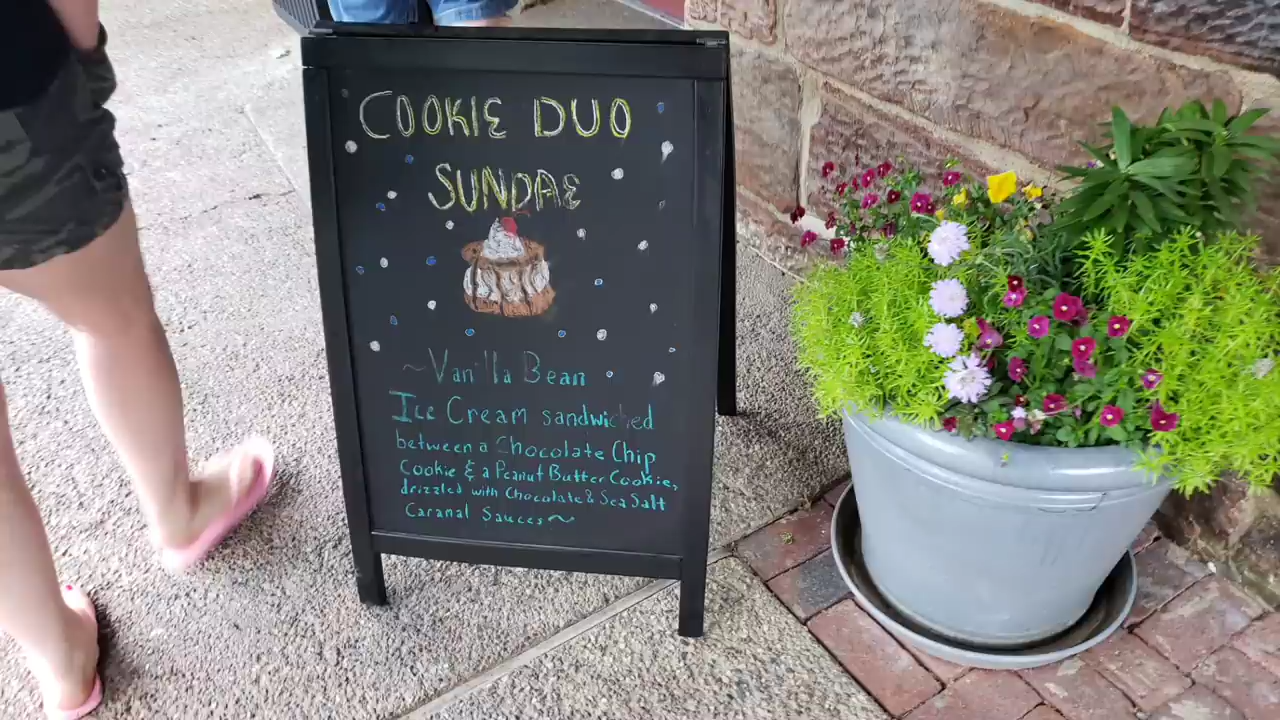 COOKIE DUO
SUNDAE
~Vanilla Bean
Ice Cream sandwiched
between a Chocolate Chip
Cookie & a Peanut Butter Cookie,
drizzled with Chocolate & Sea Salt
Caramal Sauces~